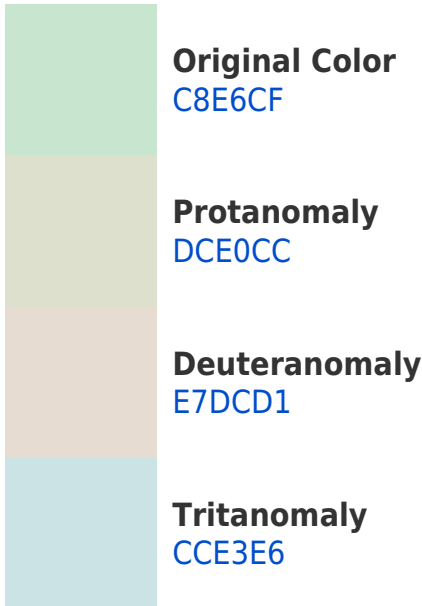 Original Color
C8E6CF
Protanomaly
DCE0CC
Deuteranomaly
E7DCD1
Tritanomaly
CCE3E6